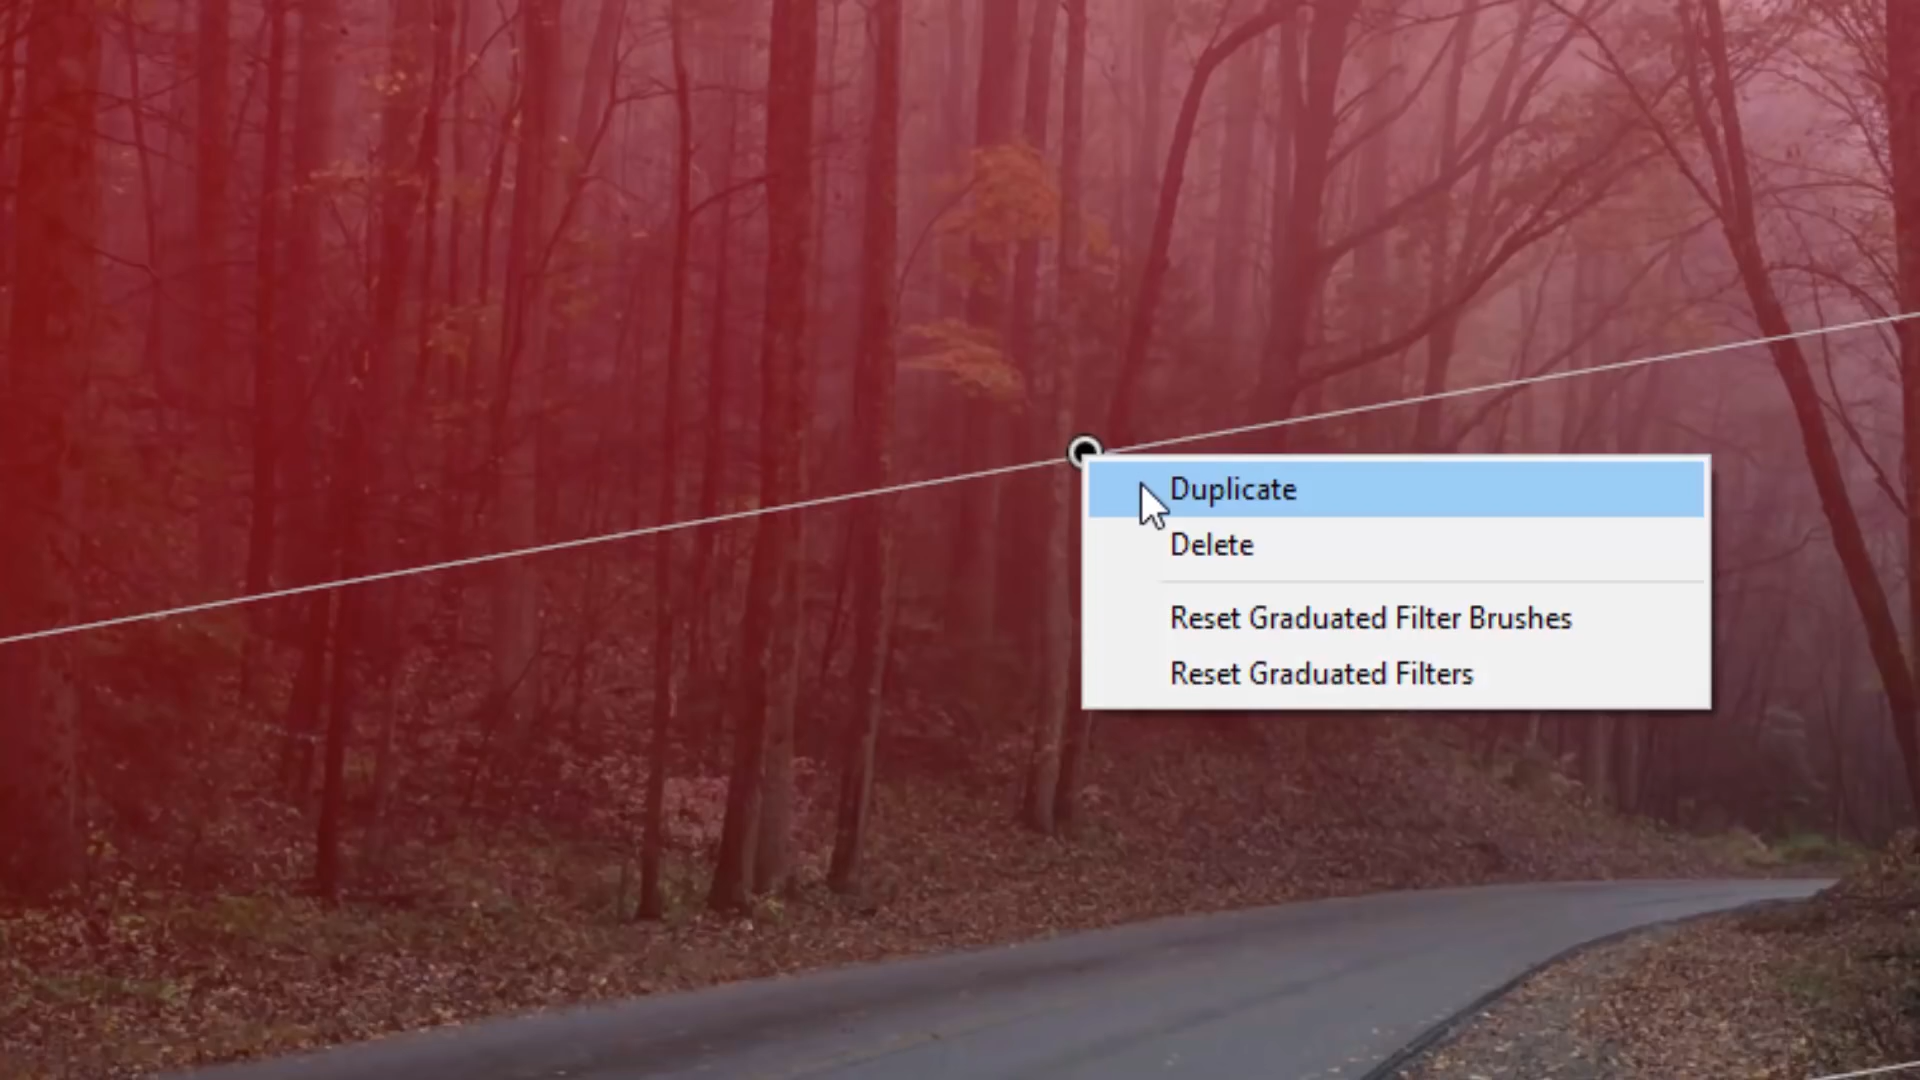 Duplicate
Delete
Reset Graduated Filter Brushes
Reset Graduated Filters